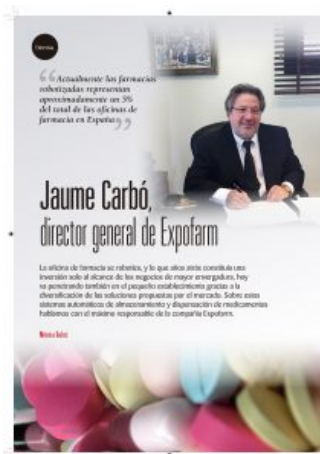 “Actualmente las farmacias
robotizadas representan
aproximadamente un 5%
del total de las oficinas de
farmacia en España”
Jaume Carbó,
director general de Expofarm
La oficina de farmacia se robotiza, y lo que años atrás constituía una
inversión solo al alcance de los negocios de mayor envergadura, hoy
va penetrando también en el pequeño establecimiento gracias a la
diversificación de las soluciones propuestas por el mercado. Sobre estos
sistemas automáticos de almacenamiento y dispensación de medicamentos
hablamos con el máximo responsable de la compañía Expofarm.